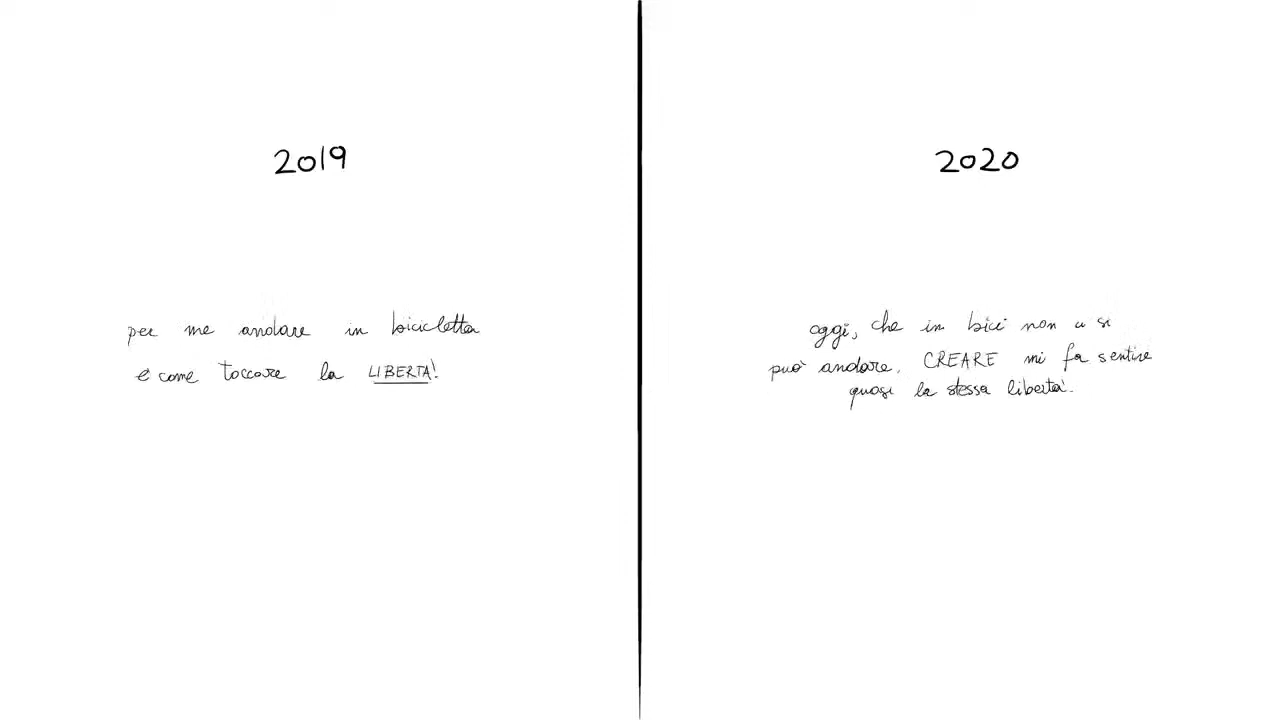 2019
per me andare in bicicletta
è come toccare la LIBERTA'!
2020
oggi, che in bici non ci si
può andare, CREARE mi fa sentire
quasi la stessa libertà.